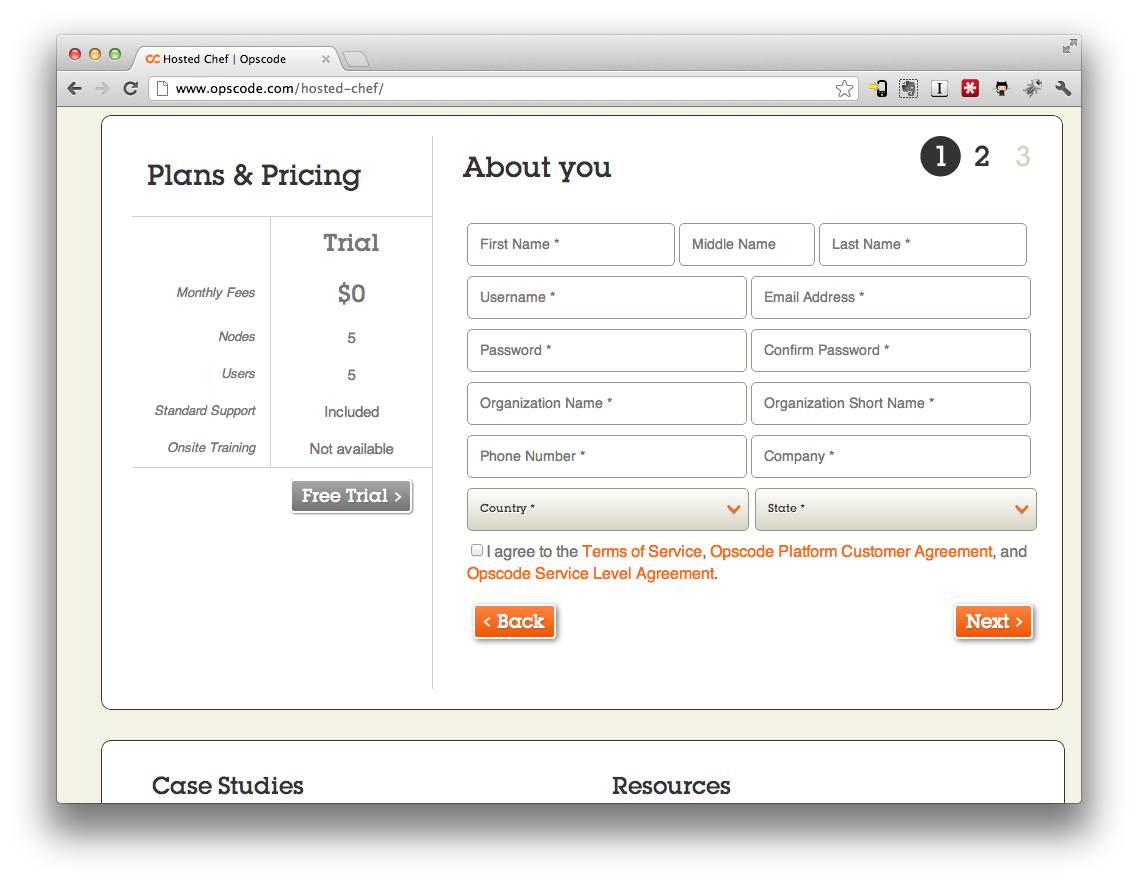 Hosted Chef | Opscode
www.opscode.com/hosted-chef/
Plans & Pricing
Trial
Monthly Fees $0
Nodes 5
Users 5
Standard Support Included
Onsite Training Not available
Free Trial >
About you
1 2 3
First Name * Middle Name Last Name *
Username * Email Address *
Password * Confirm Password *
Organization Name * Organization Short Name *
Phone Number * Company *
Country * State *
I agree to the Terms of Service, Opscode Platform Customer Agreement, and
Opscode Service Level Agreement.
< Back Next >
Case Studies Resources